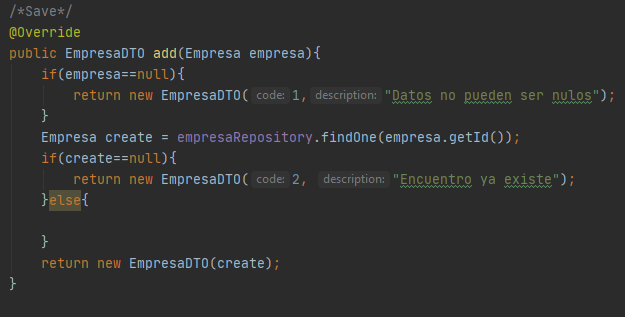 /*Save*/
@Override
public EmpresaDTO add(Empresa empresa){
if(empresa==null){
return new EmpresaDTO( code: 1, description: "Datos no pueden ser nulos");
}
Empresa create = empresaRepository.findOne(empresa.getId());
if(create==null){
return new EmpresaDTO( code: 2, description: "Encuentro ya existe");
}else{
}
return new EmpresaDTO(create);
}